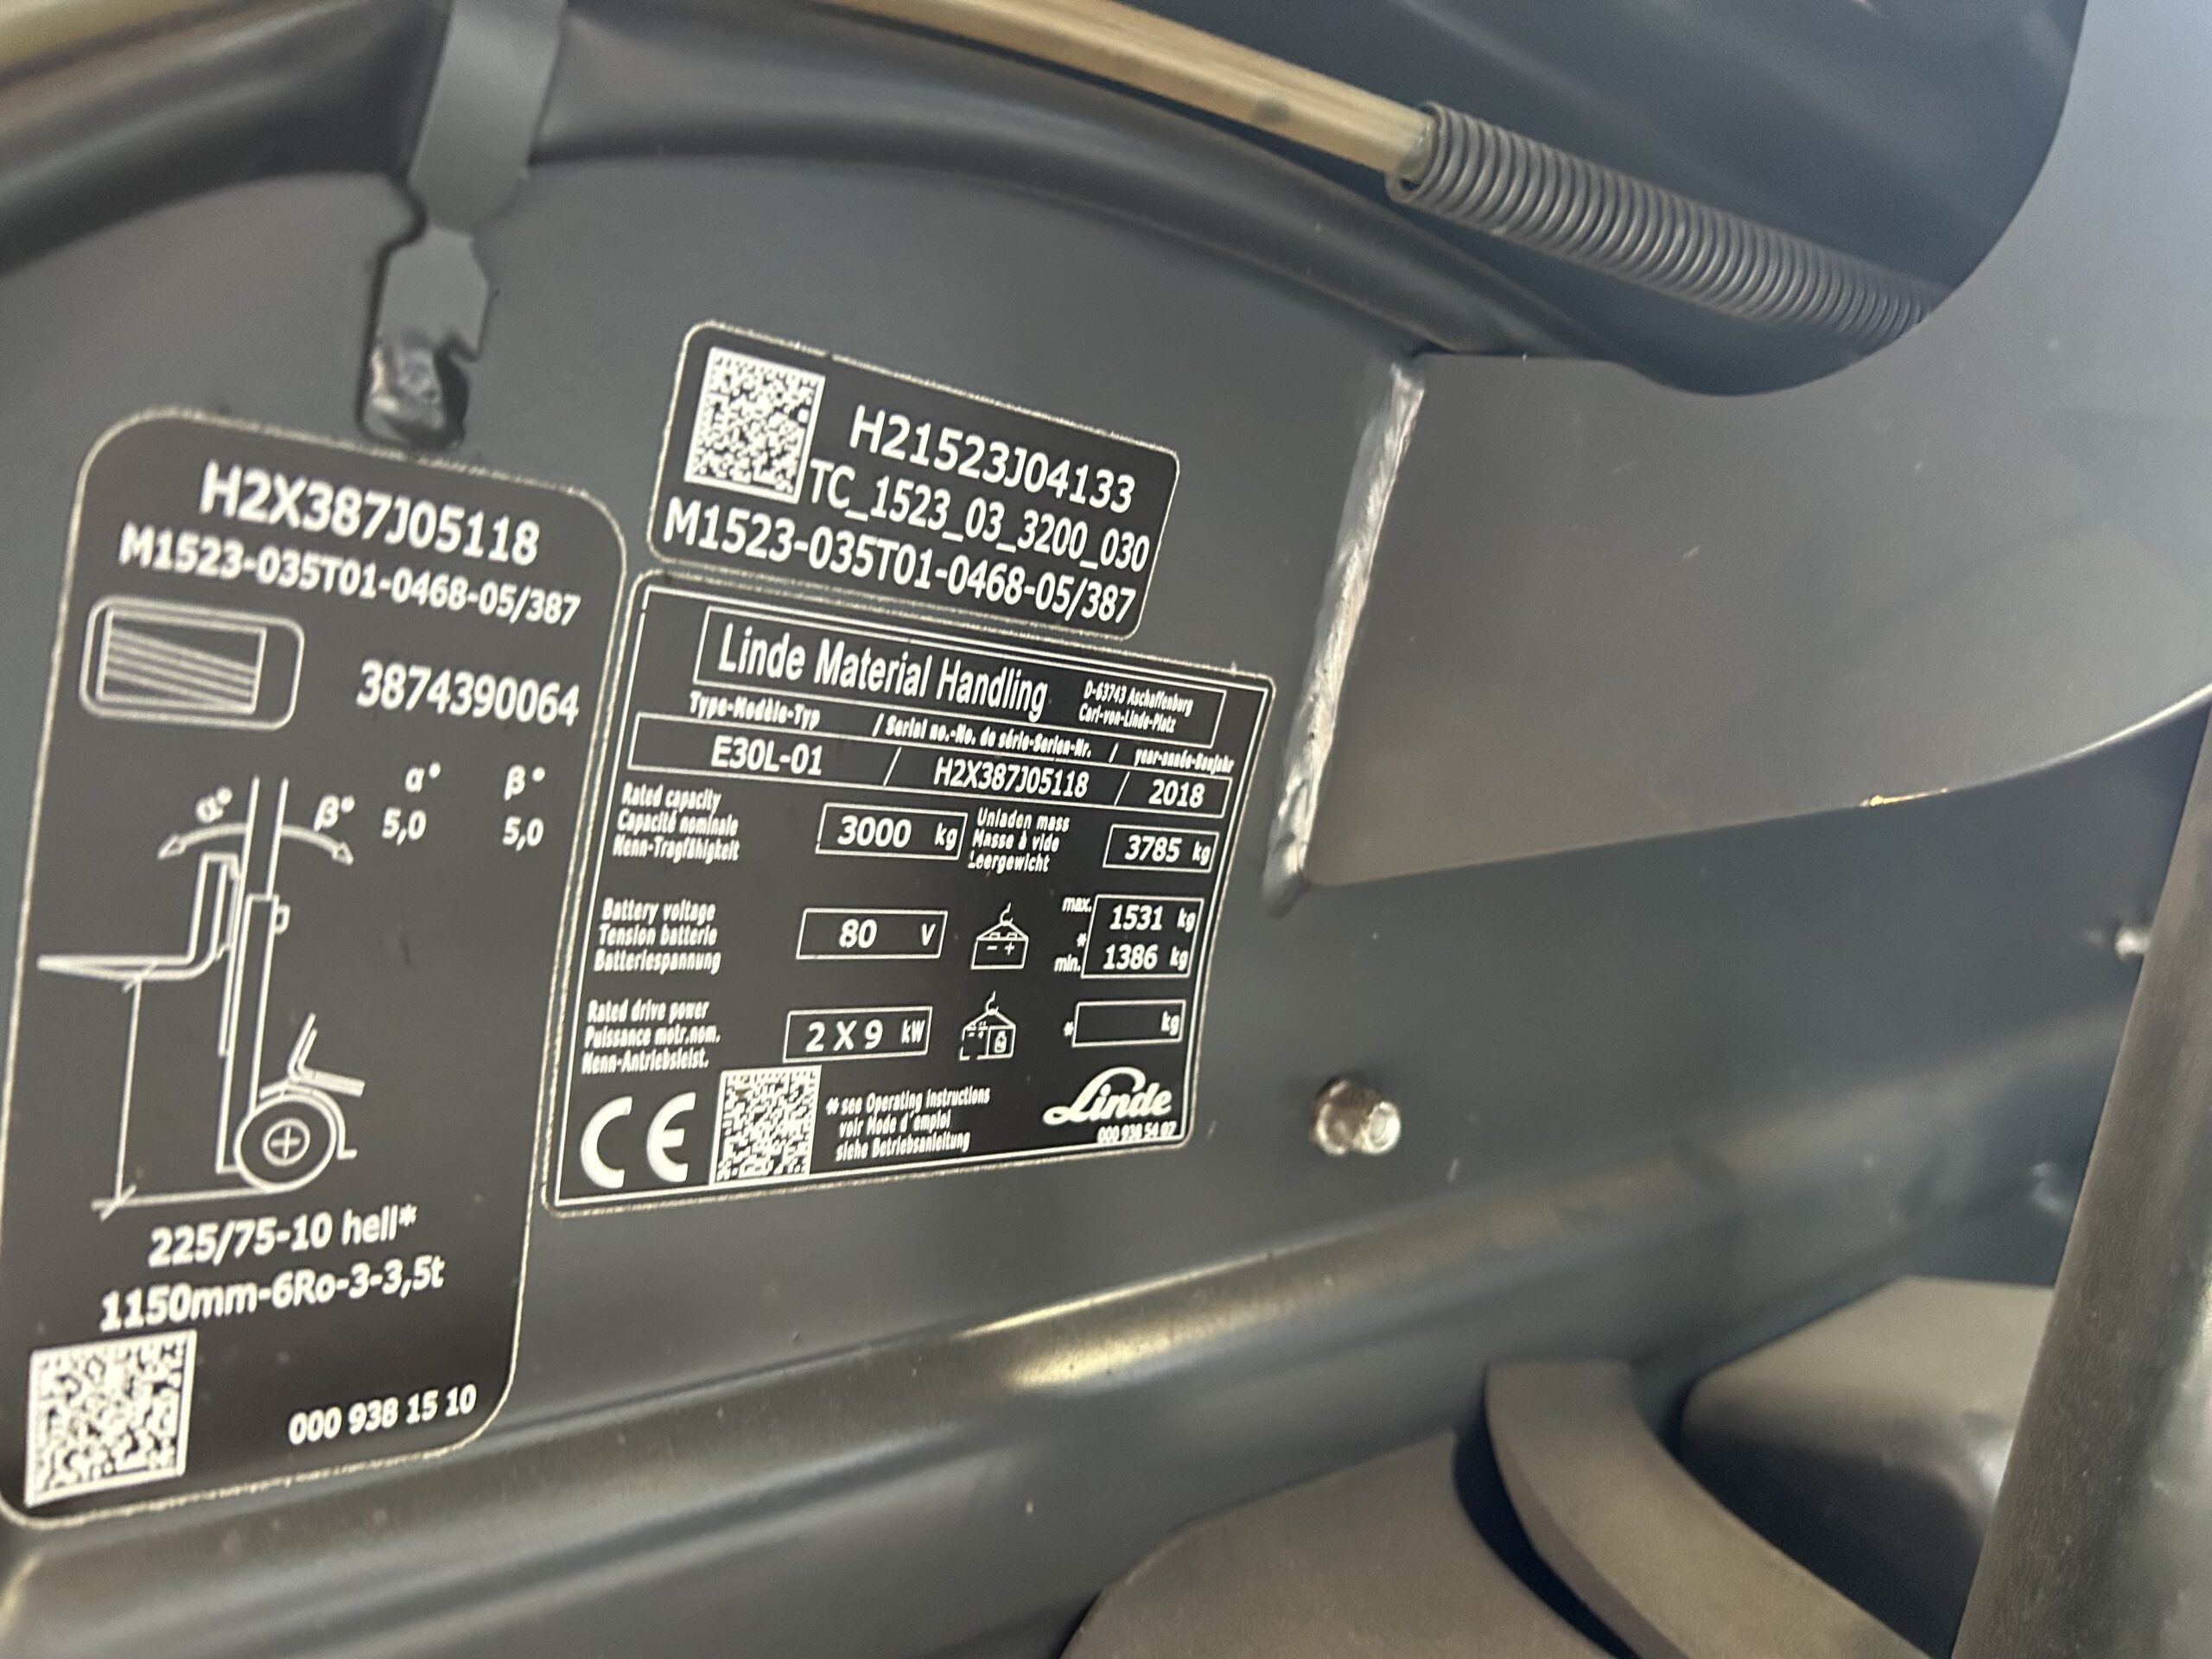 H2X387J05118
M1523-035T01-0468-05/387
3874390064
α° β°
α° β° 5,0 5,0
225/75-10 hell*
1150mm-6Ro-3-3,5t
000 938 15 10
H21523J04133
TC_1523_03_3200_030
M1523-035T01-0468-05/387
Linde Material Handling
D-63743 Aschaffenburg
Carl-von-Linde-Platz
Type-Modèle-Typ / Serial no.-No. de série-Serien-Nr. / year-année-Baujahr
E30L-01 / H2X387J05118 / 2018
Rated capacity
Capacité nominale
Nenn-Tragfähigkeit
3000 kg
Unladen mass
Masse à vide
Leergewicht
3785 kg
Battery voltage
Tension batterie
Batteriespannung
80 V
- +
max. 1531 kg
*
min. 1386 kg
Rated drive power
Puissance motr.nom.
Nenn-Antriebsleist.
2 X 9 kW
* kg
CE
* see Operating instructions
voir Mode d'emploi
siehe Betriebsanleitung
Linde
000 938 54 07